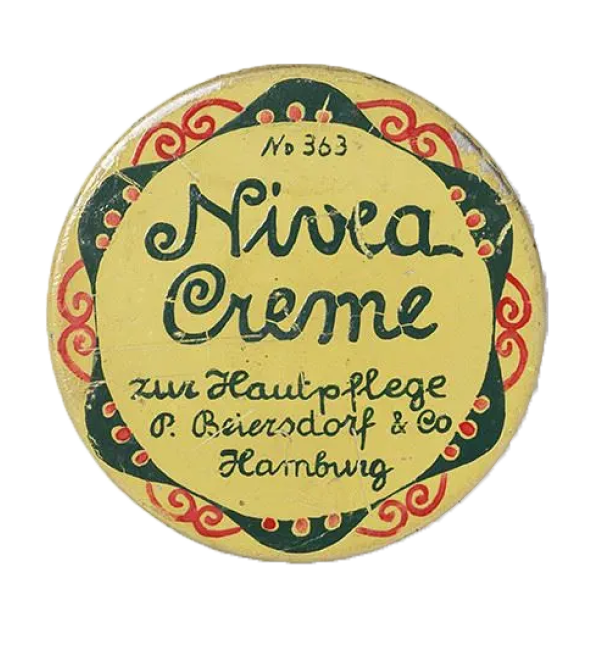 No 363
Nivea
Creme
zur Hautpflege
P. Beiersdorf & Co
Hamburg